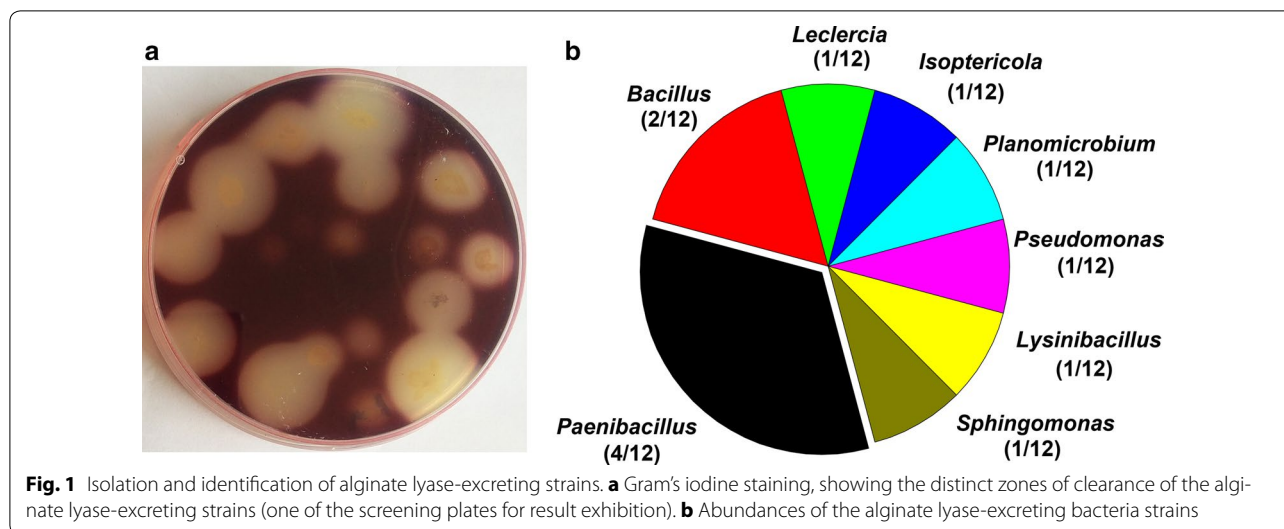 a
b
Leclercia
(1/12)
Isoptericola
(1/12)
Bacillus
(2/12)
Planomicrobium
(1/12)
Pseudomonas
(1/12)
Lysinibacillus
(1/12)
Sphingomonas
(1/12)
Paenibacillus
(4/12)
Fig. 1 Isolation and identification of alginate lyase-excreting strains. a Gram’s iodine staining, showing the distinct zones of clearance of the algi-
nate lyase-excreting strains (one of the screening plates for result exhibition). b Abundances of the alginate lyase-excreting bacteria strains